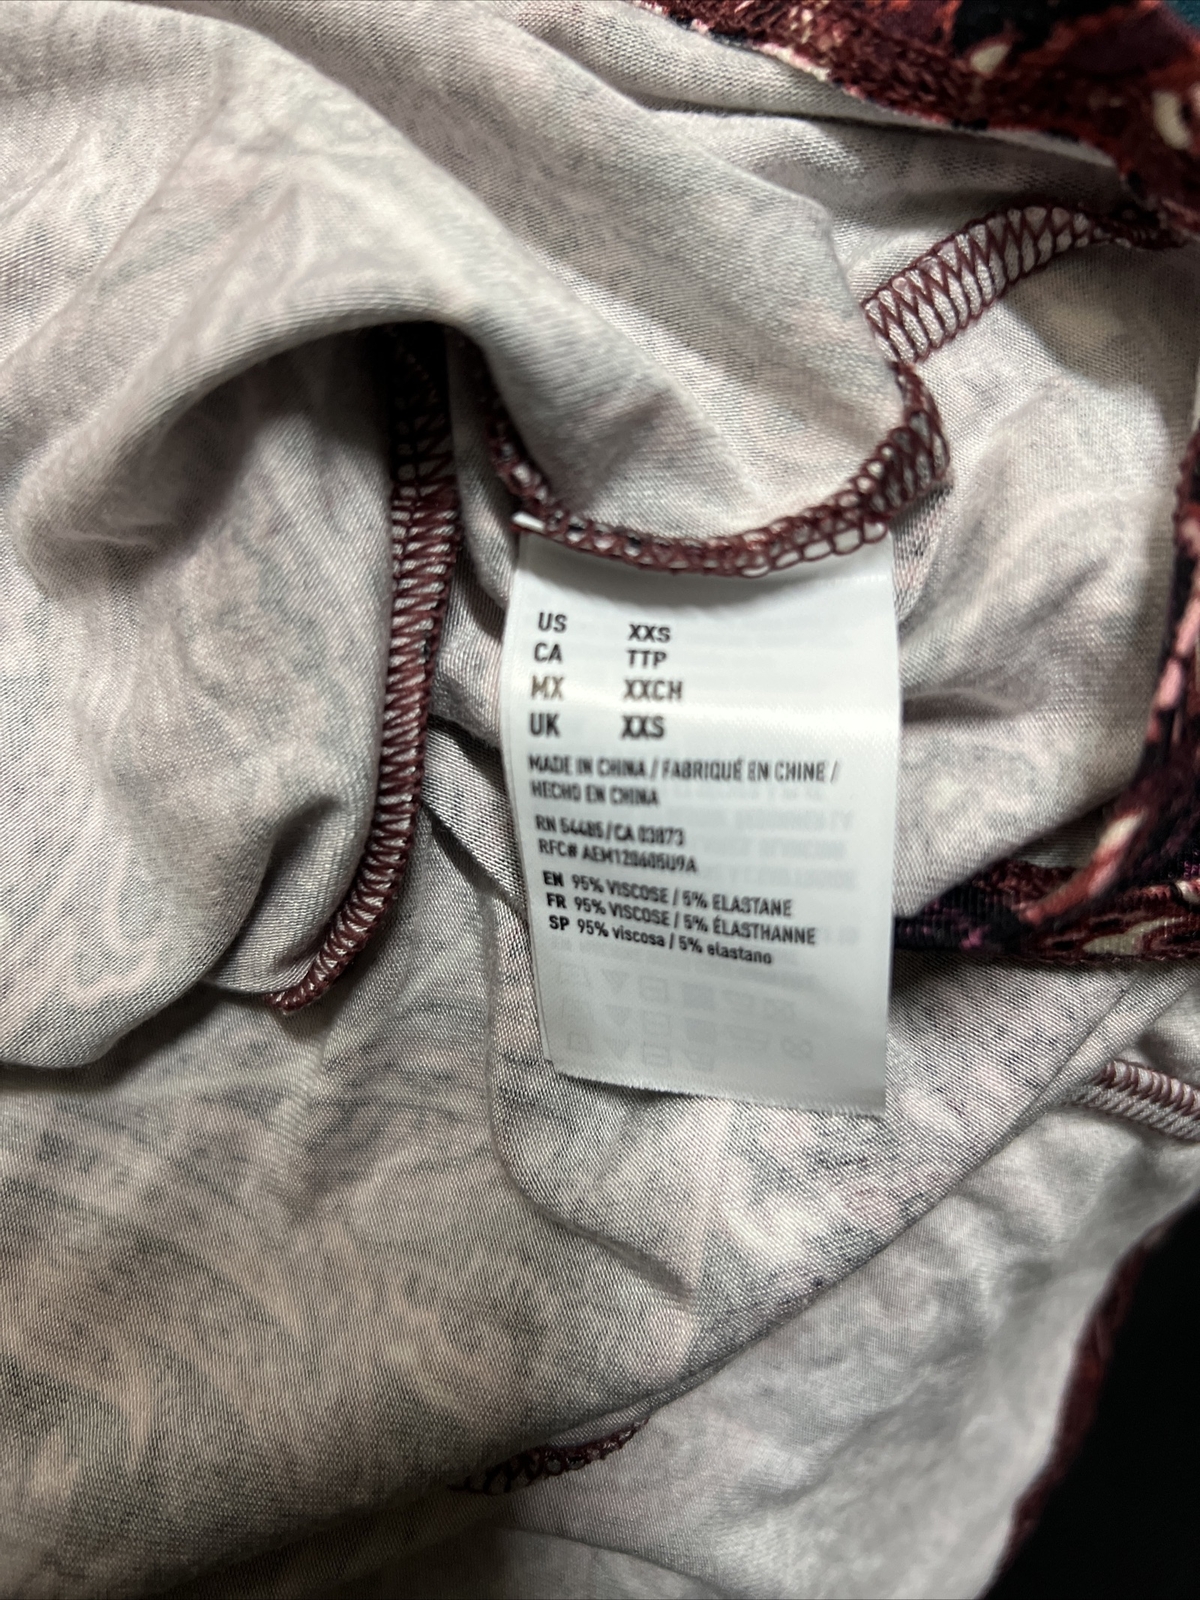 US XXS
CA TTP
MX XXCH
UK XXS
MADE IN CHINA / FABRIQUÉ EN CHINE /
HECHO EN CHINA
RN 54485/CA 03873
RFC# AEM120605U9A
EN 95% VISCOSE / 5% ELASTANE
FR 95% VISCOSE / 5% ÉLASTHANNE
SP 95% viscosa / 5% elastano